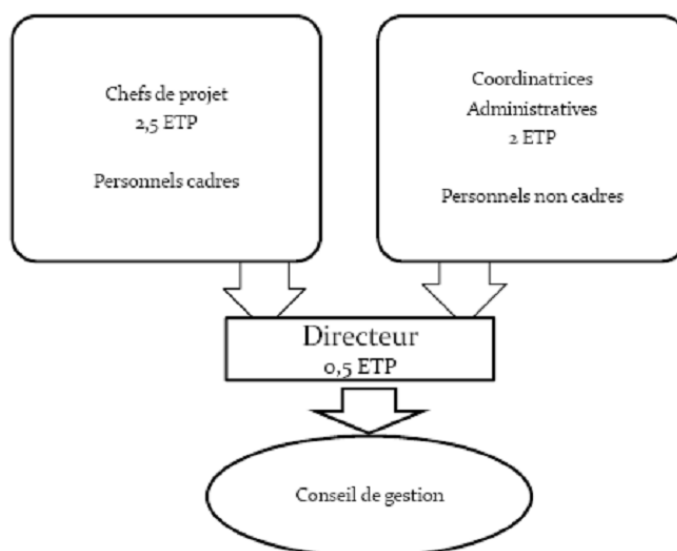 Chefs de projet
2,5 ETP
Personnels cadres
Coordinatrices
Administratives
2 ETP
Personnels non cadres
Directeur
0,5 ETP
Conseil de gestion